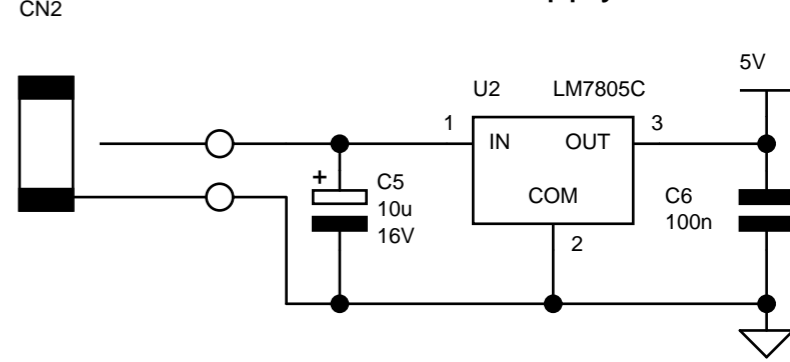 CN2
5V
U2 LM7805C
1 IN OUT 3
+ C5
10u
16V
COM
C6
100n
2